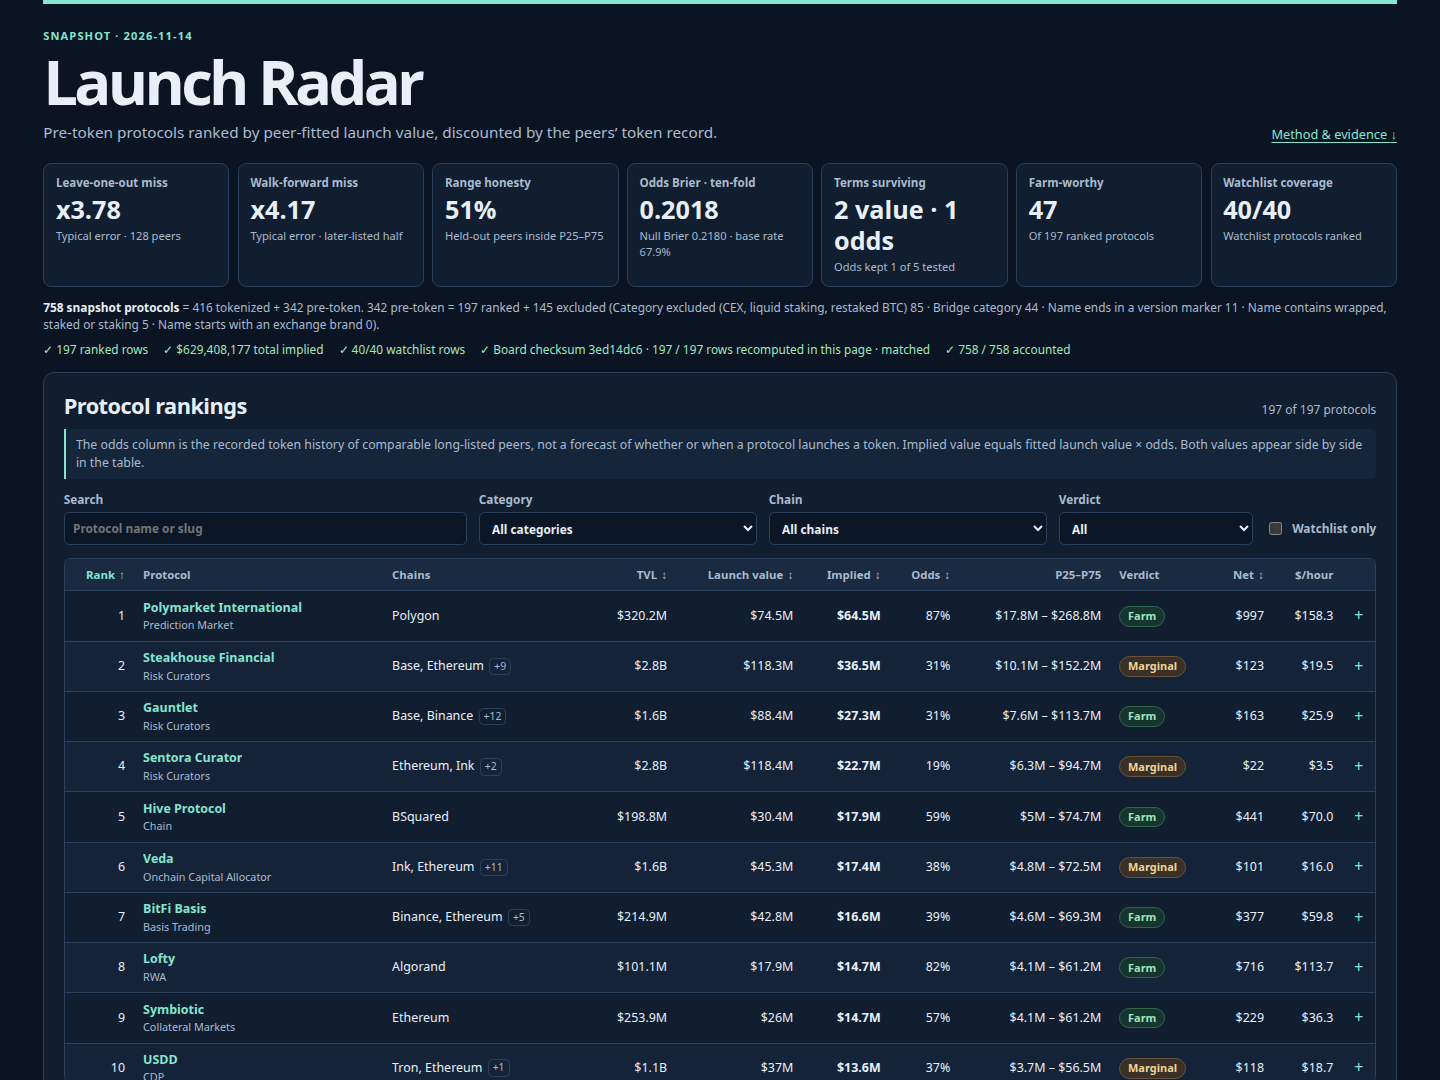 SNAPSHOT · 2026-11-14
Launch Radar
Pre-token protocols ranked by peer-fitted launch value, discounted by the peers’ token record.
Method & evidence ↓
Leave-one-out miss
x3.78
Typical error · 128 peers
Walk-forward miss
x4.17
Typical error · later-listed half
Range honesty
51%
Held-out peers inside P25–P75
Odds Brier · ten-fold
0.2018
Null Brier 0.2180 · base rate
67.9%
Terms surviving
2 value · 1
odds
Odds kept 1 of 5 tested
Farm-worthy
47
Of 197 ranked protocols
Watchlist coverage
40/40
Watchlist protocols ranked
758 snapshot protocols = 416 tokenized + 342 pre-token. 342 pre-token = 197 ranked + 145 excluded (Category excluded (CEX, liquid staking, restaked BTC) 85 · Bridge category 44 · Name ends in a version marker 11 · Name contains wrapped,
staked or staking 5 · Name starts with an exchange brand 0).
✓ 197 ranked rows ✓ $629,408,177 total implied ✓ 40/40 watchlist rows ✓ Board checksum 3ed14dc6 · 197 / 197 rows recomputed in this page · matched ✓ 758 / 758 accounted
Protocol rankings
197 of 197 protocols
The odds column is the recorded token history of comparable long-listed peers, not a forecast of whether or when a protocol launches a token. Implied value equals fitted launch value × odds. Both values appear side by side
in the table.
Search Category Chain Verdict
Protocol name or slug All categories All chains All Watchlist only
Rank ↑ Protocol Chains TVL ↕ Launch value ↕ Implied ↕ Odds ↕ P25–P75 Verdict Net ↕ $/hour
1 Polymarket International Polygon $320.2M $74.5M $64.5M 87% $17.8M – $268.8M Farm $997 $158.3 +
Prediction Market
2 Steakhouse Financial Base, Ethereum +9 $2.8B $118.3M $36.5M 31% $10.1M – $152.2M Marginal $123 $19.5 +
Risk Curators
3 Gauntlet Base, Binance +12 $1.6B $88.4M $27.3M 31% $7.6M – $113.7M Farm $163 $25.9 +
Risk Curators
4 Sentora Curator Ethereum, Ink +2 $2.8B $118.4M $22.7M 19% $6.3M – $94.7M Marginal $22 $3.5 +
Risk Curators
5 Hive Protocol BSquared $198.8M $30.4M $17.9M 59% $5M – $74.7M Farm $441 $70.0 +
Chain
6 Veda Ink, Ethereum +11 $1.6B $45.3M $17.4M 38% $4.8M – $72.5M Marginal $101 $16.0 +
Onchain Capital Allocator
7 BitFi Basis Binance, Ethereum +5 $214.9M $42.8M $16.6M 39% $4.6M – $69.3M Farm $377 $59.8 +
Basis Trading
8 Lofty Algorand $101.1M $17.9M $14.7M 82% $4.1M – $61.2M Farm $716 $113.7 +
RWA
9 Symbiotic Ethereum $253.9M $26M $14.7M 57% $4.1M – $61.2M Farm $229 $36.3 +
Collateral Markets
10 USDD Tron, Ethereum +1 $1.1B $37M $13.6M 37% $3.7M – $56.5M Marginal $118 $18.7 +
CDP